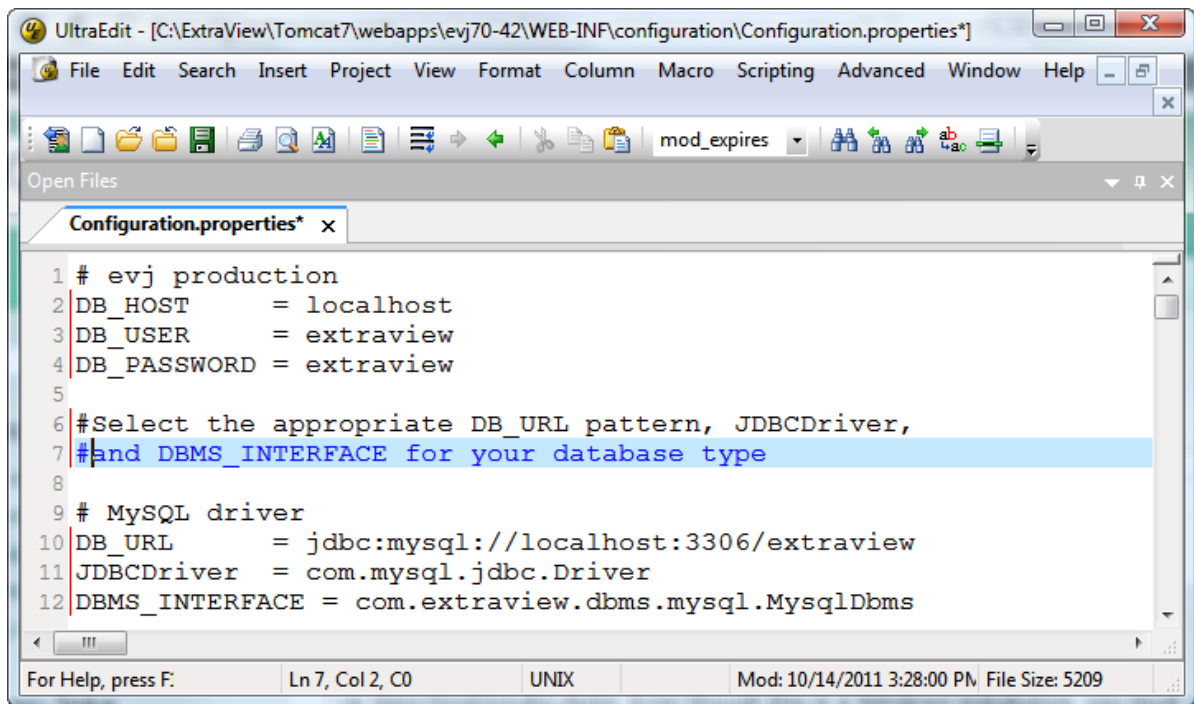 UltraEdit - [C:\ExtraView\Tomcat7\webapps\evj70-42\WEB-INF\configuration\Configuration.properties*]
File Edit Search Insert Project View Format Column Macro Scripting Advanced Window Help
mod_expires
Open Files
Configuration.properties* x
1 # evj production
2 DB_HOST = localhost
3 DB_USER = extraview
4 DB_PASSWORD = extraview
5
6 #Select the appropriate DB_URL pattern, JDBCDriver,
7 #and DBMS_INTERFACE for your database type
8
9 # MySQL driver
10 DB_URL = jdbc:mysql://localhost:3306/extraview
11 JDBCDriver = com.mysql.jdbc.Driver
12 DBMS_INTERFACE = com.extraview.dbms.mysql.MysqlDbms
For Help, press Ln 7, Col 2, C0 UNIX Mod: 10/14/2011 3:28:00 File Size: 5209